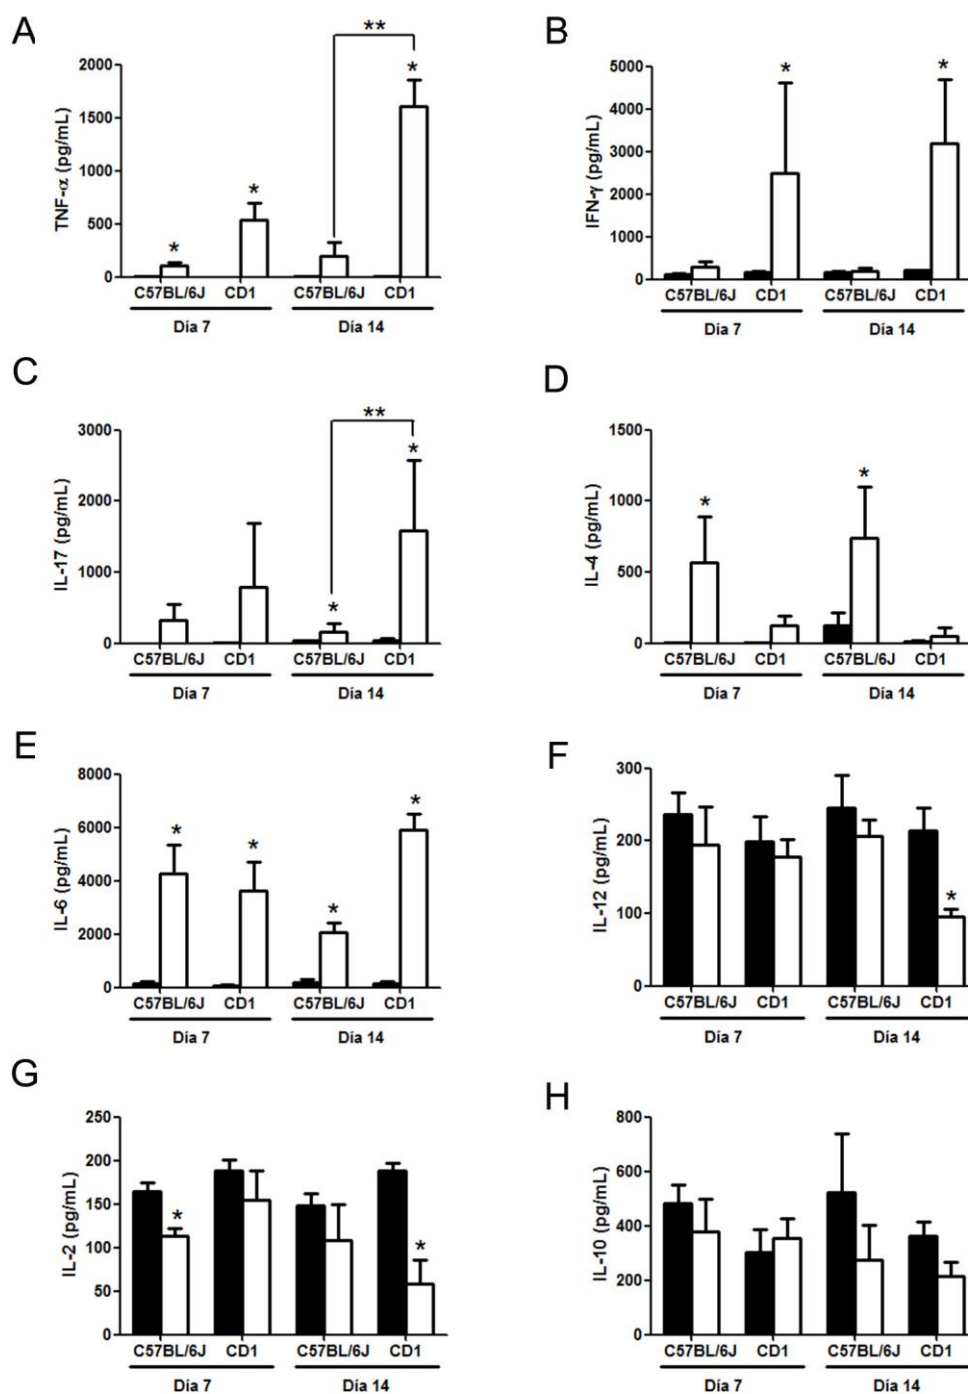 A
**
2000
*
1500
1000
*
500
*
0
TNF-α (pg/mL)
C57BL/6J CD1 C57BL/6J CD1
Día 7 Día 14
B
5000
* *
4000
3000
2000
1000
0
IFN-γ (pg/mL)
C57BL/6J CD1 C57BL/6J CD1
Día 7 Día 14
C
**
3000
*
2000
1000
*
0
IL-17 (pg/mL)
C57BL/6J CD1 C57BL/6J CD1
Día 7 Día 14
D
1500
*
1000
*
500
0
IL-4 (pg/mL)
C57BL/6J CD1 C57BL/6J CD1
Día 7 Día 14
E
8000
*
6000
* *
4000
*
2000
0
IL-6 (pg/mL)
C57BL/6J CD1 C57BL/6J CD1
Día 7 Día 14
F
300
200
*
100
0
IL-12 (pg/mL)
C57BL/6J CD1 C57BL/6J CD1
Día 7 Día 14
G
250
200
150
*
100
*
50
0
IL-2 (pg/mL)
C57BL/6J CD1 C57BL/6J CD1
Día 7 Día 14
H
800
600
400
200
0
IL-10 (pg/mL)
C57BL/6J CD1 C57BL/6J CD1
Día 7 Día 14